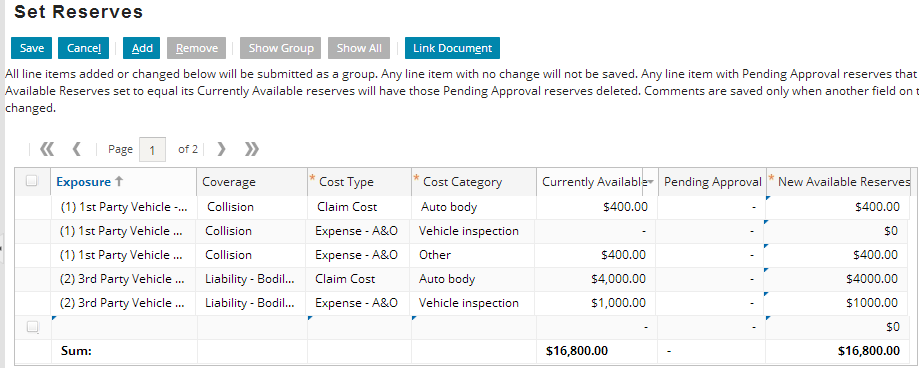 Set Reserves
Save Cancel Add Remove Show Group Show All Link Document
All line items added or changed below will be submitted as a group. Any line item with no change will not be saved. Any line item with Pending Approval reserves that
Available Reserves set to equal its Currently Available reserves will have those Pending Approval reserves deleted. Comments are saved only when another field on t
changed.
Page 1 of 2
Exposure Coverage * Cost Type * Cost Category Currently Available Pending Approval * New Available Reserves
(1) 1st Party Vehicle -... Collision Claim Cost Auto body $400.00 - $400.00
(1) 1st Party Vehicle ... Collision Expense - A&O Vehicle inspection - - $0
(1) 1st Party Vehicle ... Collision Expense - A&O Other $400.00 - $400.00
(2) 3rd Party Vehicle ... Liability - Bodil... Claim Cost Auto body $4,000.00 - $4000.00
(2) 3rd Party Vehicle ... Liability - Bodil... Expense - A&O Vehicle inspection $1,000.00 - $1000.00
- - $0
Sum: $16,800.00 - $16,800.00